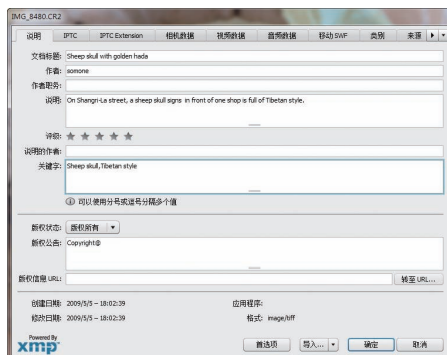 IMG_8480.CR2
说明 IPTC IPTC Extension 相机数据 视频数据 音频数据 移动 SWF 类别 来源
文档标题: Sheep skull with golden hada
作者: somone
作者职务:
说明: On Shangri-La street, a sheep skull signs in front of one shop is full of Tibetan style.
评级: ★ ★ ★ ★ ★
说明的作者:
关键字: Sheep skull,Tibetan style
可以使用分号或逗号分隔多个值
版权状态: 版权所有
版权公告: Copyright@
版权信息 URL: 转至 URL...
创建日期: 2009/5/5 – 18:02:39 应用程序:
修改日期: 2009/5/5 – 18:02:39 格式: image/tiff
Powered By
xmp 首选项 导入... 确定 取消